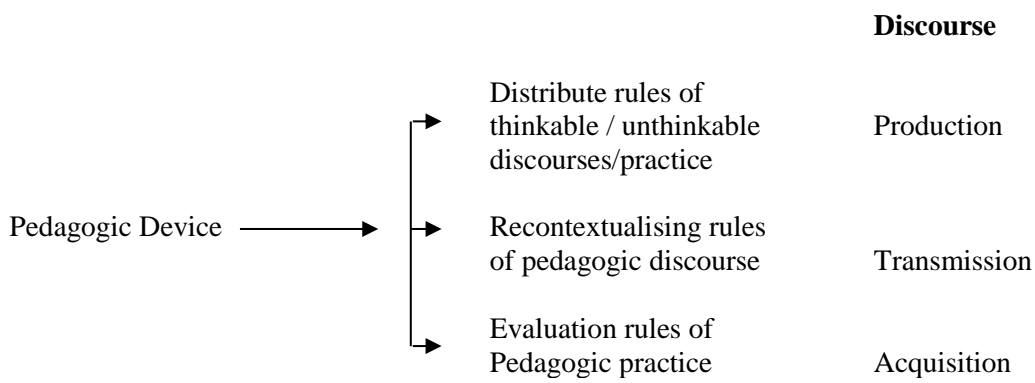 Discourse
Distribute rules of
thinkable / unthinkable Production
discourses/practice
Pedagogic Device Recontextualising rules
of pedagogic discourse Transmission
Evaluation rules of
Pedagogic practice Acquisition